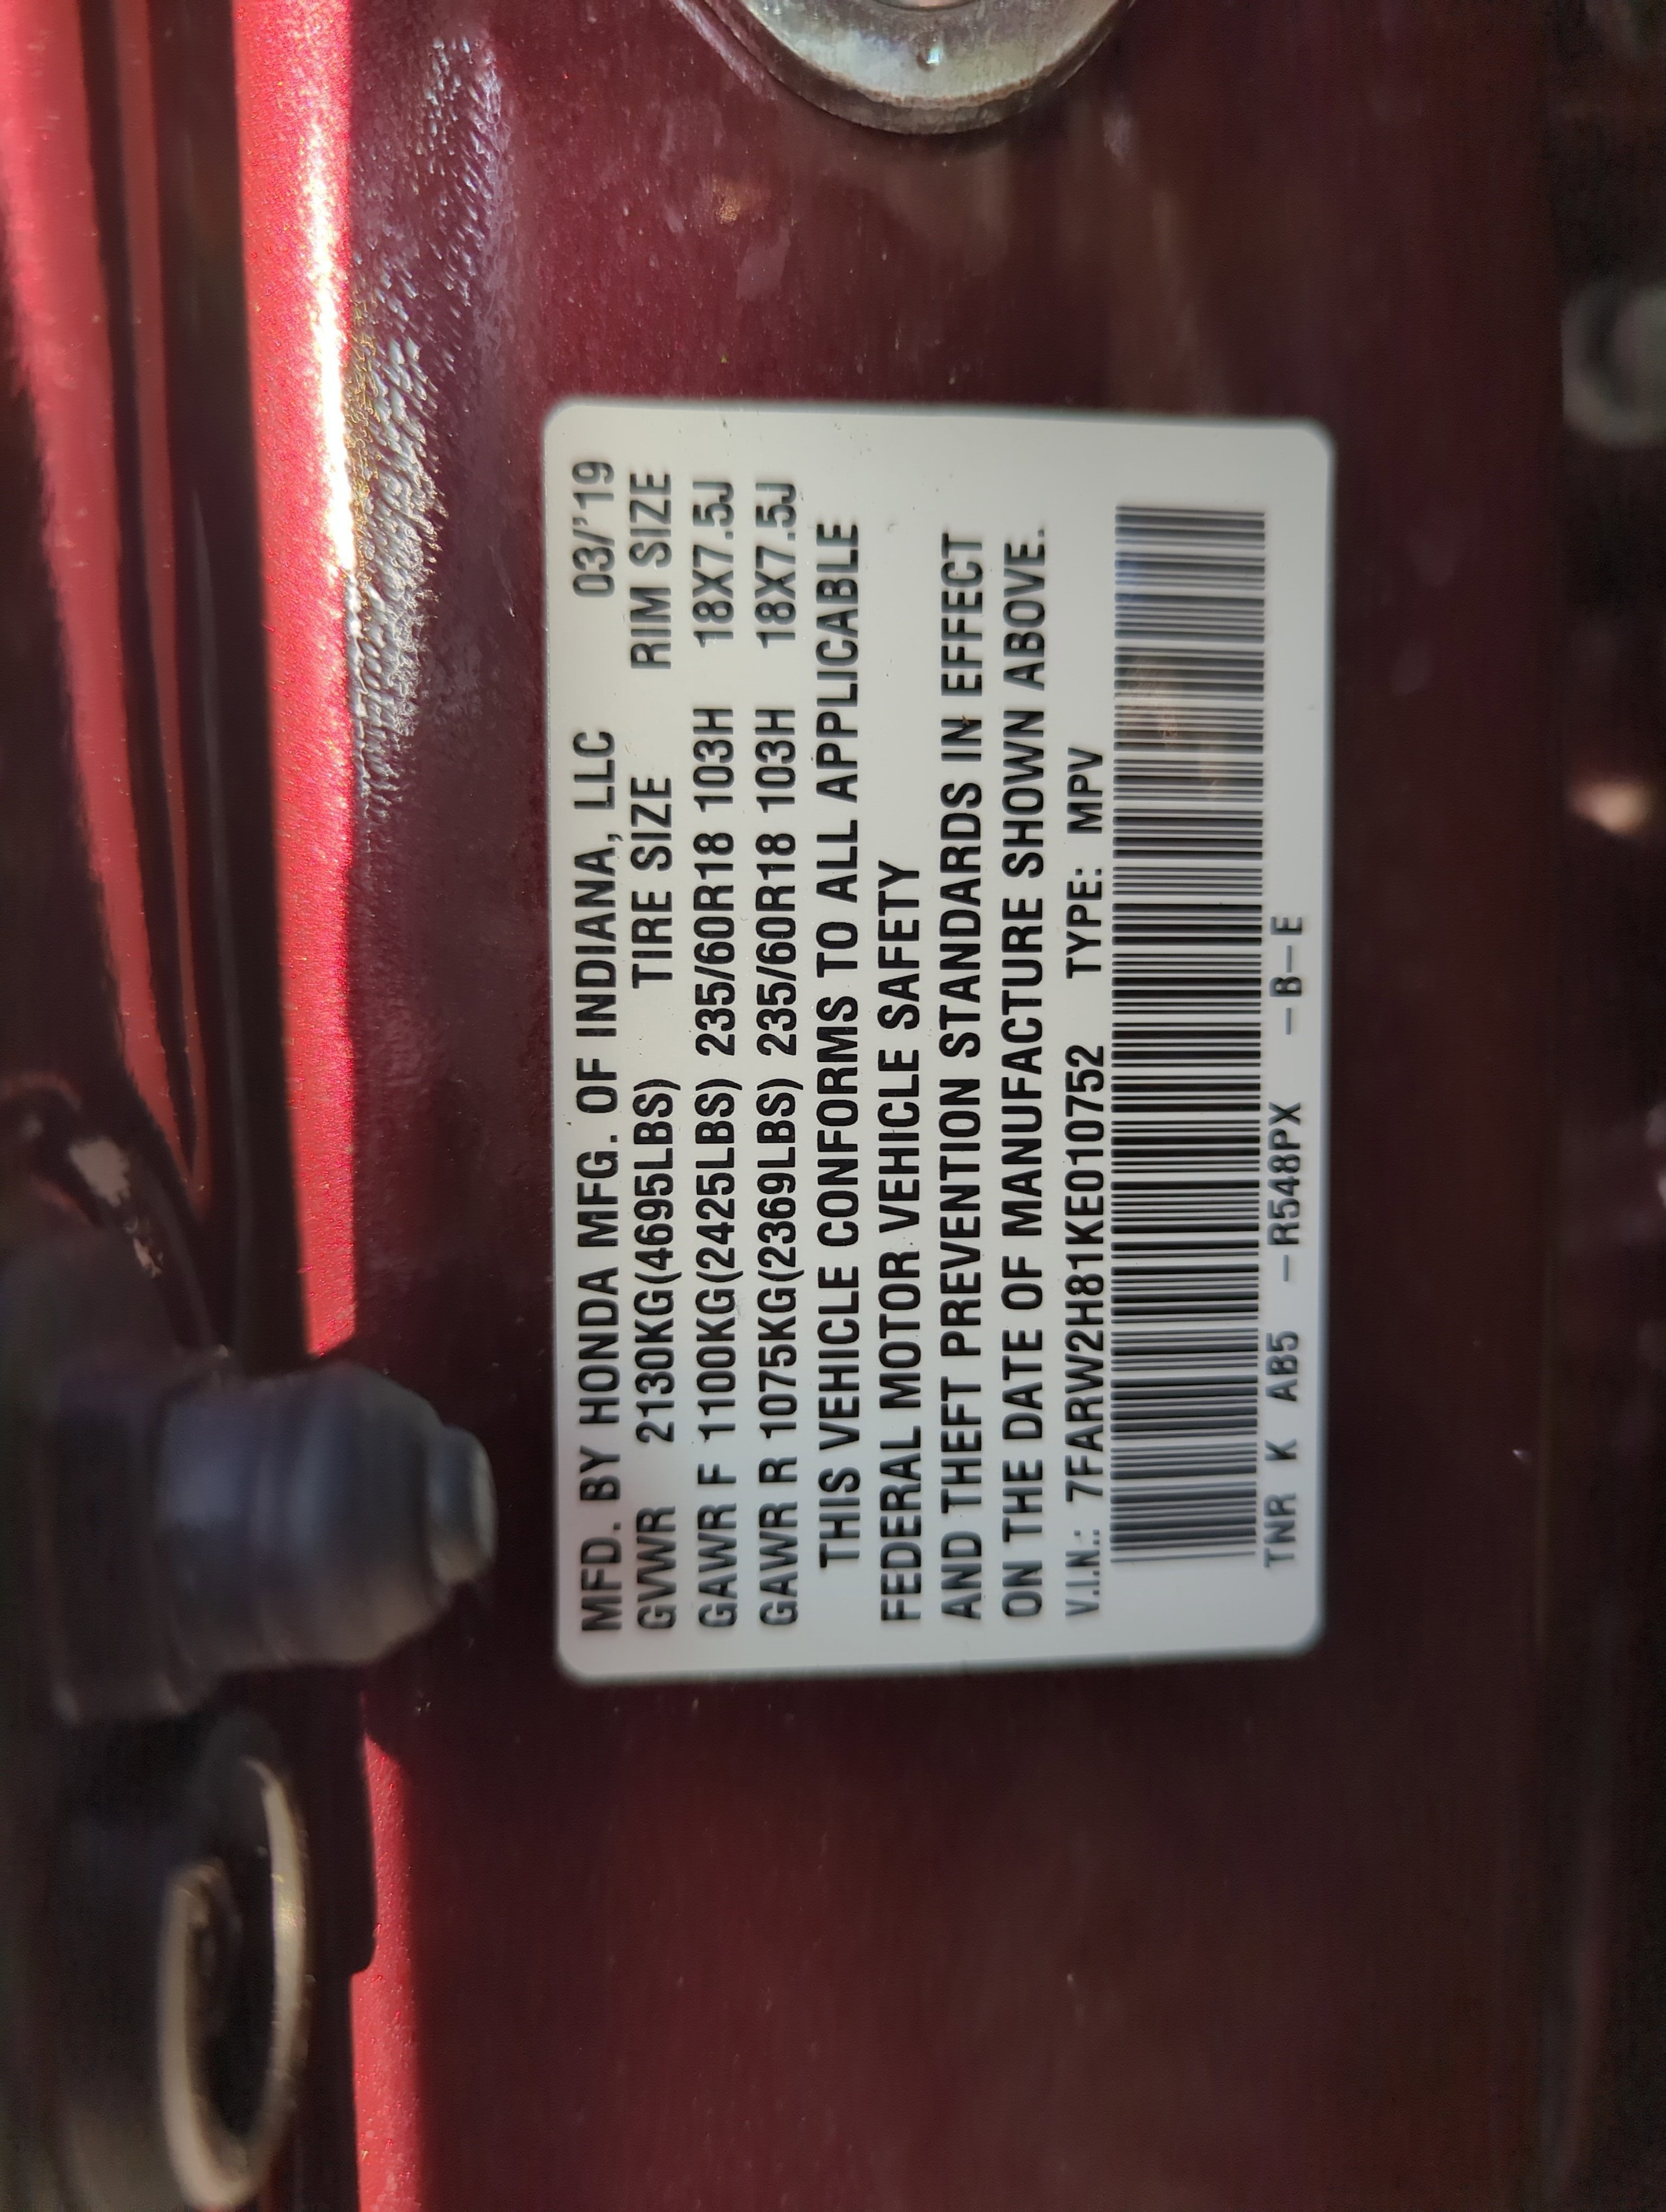 MFD. BY HONDA MFG. OF INDIANA, LLC 03/'19
GVWR 2130KG(4695LBS) TIRE SIZE RIM SIZE
GAWR F 1100KG(2425LBS) 235/60R18 103H 18X7.5J
GAWR R 1075KG(2369LBS) 235/60R18 103H 18X7.5J
THIS VEHICLE CONFORMS TO ALL APPLICABLE
FEDERAL MOTOR VEHICLE SAFETY
AND THEFT PREVENTION STANDARDS IN EFFECT
ON THE DATE OF MANUFACTURE SHOWN ABOVE.
V.I.N.: 7FARW2H81KE010752 TYPE: MPV
TNR K AB5 –R548PX –B–E